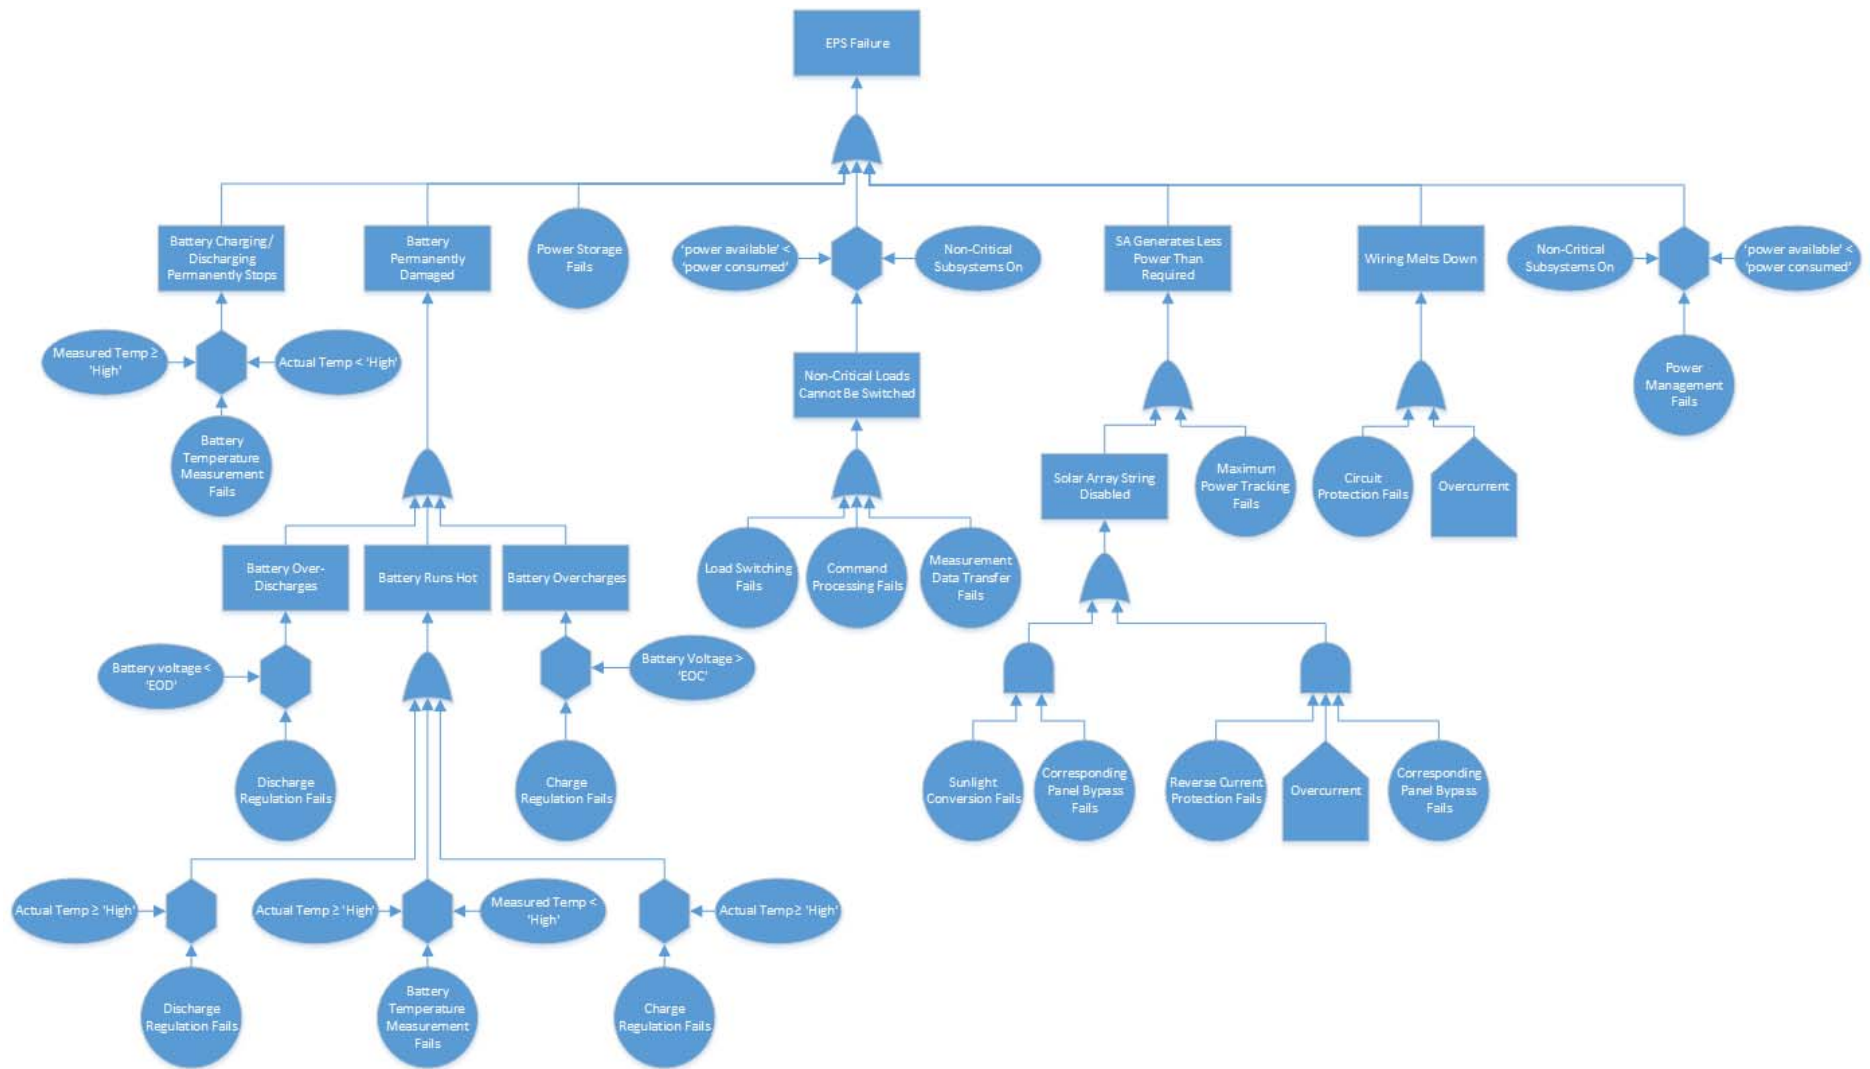 EPS Failure
Battery Charging/
Discharging
Permanently Stops
Battery
Permanently
Damaged
Power Storage
Fails
'power available' <
'power consumed'
Non-Critical
Subsystems On
SA Generates Less
Power Than
Required
Wiring Melts Down
Non-Critical
Subsystems On
'power available' <
'power consumed'
Measured Temp ≥
'High'
Actual Temp < 'High'
Non-Critical Loads
Cannot Be Switched
Power
Management
Fails
Battery
Temperature
Measurement
Fails
Solar Array String
Disabled
Maximum
Power Tracking
Fails
Circuit
Protection Fails
Overcurrent
Battery Over-
Discharges
Battery Runs Hot
Battery Overcharges
Load Switching
Fails
Command
Processing Fails
Measurement
Data Transfer
Fails
Battery voltage <
'EOD'
Battery Voltage >
'EOC'
Discharge
Regulation Fails
Charge
Regulation Fails
Sunlight
Conversion Fails
Corresponding
Panel Bypass
Fails
Reverse Current
Protection Fails
Overcurrent
Corresponding
Panel Bypass
Fails
Actual Temp ≥ 'High'
Actual Temp ≥ 'High'
Measured Temp <
'High'
Actual Temp ≥ 'High'
Discharge
Regulation Fails
Battery
Temperature
Measurement
Fails
Charge
Regulation Fails